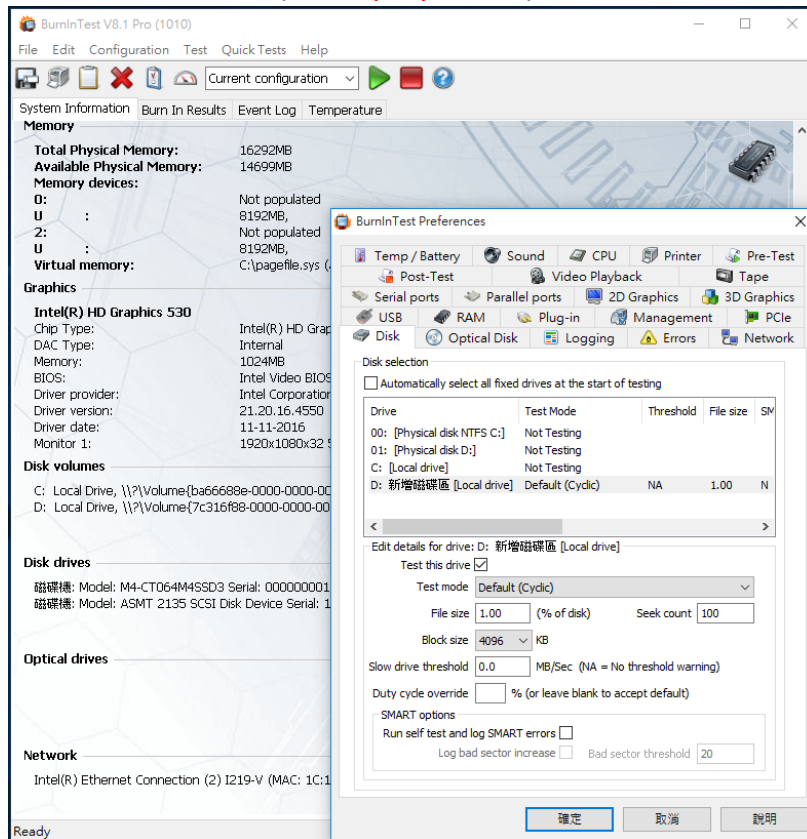 BurnInTest V8.1 Pro (1010)
File Edit Configuration Test Quick Tests Help
Current configuration
System Information Burn In Results Event Log Temperature
Memory
Total Physical Memory: 16292MB
Available Physical Memory: 14699MB
Memory devices:
0: Not populated
U : 8192MB,
2: Not populated
U : 8192MB,
Virtual memory: C:\pagefile.sys (
Graphics
Intel(R) HD Graphics 530
Chip Type: Intel(R) HD Grap
DAC Type: Internal
Memory: 1024MB
BIOS: Intel Video BIOS
Driver provider: Intel Corporation
Driver version: 21.20.16.4550
Driver date: 11-11-2016
Monitor 1: 1920x1080x32
Disk volumes
C: Local Drive, \\?\Volume{ba66688e-0000-0000-00
D: Local Drive, \\?\Volume{7c316f88-0000-0000-00
Disk drives
磁碟機: Model: M4-CT064M4SSD3 Serial: 000000001
磁碟機: Model: ASMT 2135 SCSI Disk Device Serial: 1
Optical drives
Network
Intel(R) Ethernet Connection (2) I219-V (MAC: 1C:1
Ready
BurnInTest Preferences
Temp / Battery Sound CPU Printer Pre-Test
Post-Test Video Playback Tape
Serial ports Parallel ports 2D Graphics 3D Graphics
USB RAM Plug-in Management PCIe
Disk Optical Disk Logging Errors Network
Disk selection
Automatically select all fixed drives at the start of testing
Drive Test Mode Threshold File size SM
00: [Physical disk NTFS C:] Not Testing
01: [Physical disk D:] Not Testing
C: [Local drive] Not Testing
D: 新增磁碟區 [Local drive] Default (Cyclic) NA 1.00 N
Edit details for drive: D: 新增磁碟區 [Local drive]
Test this drive
Test mode Default (Cyclic)
File size 1.00 (% of disk) Seek count 100
Block size 4096 KB
Slow drive threshold 0.0 MB/Sec (NA = No threshold warning)
Duty cycle override % (or leave blank to accept default)
SMART options
Run self test and log SMART errors
Log bad sector increase Bad sector threshold 20
確定 取消 說明